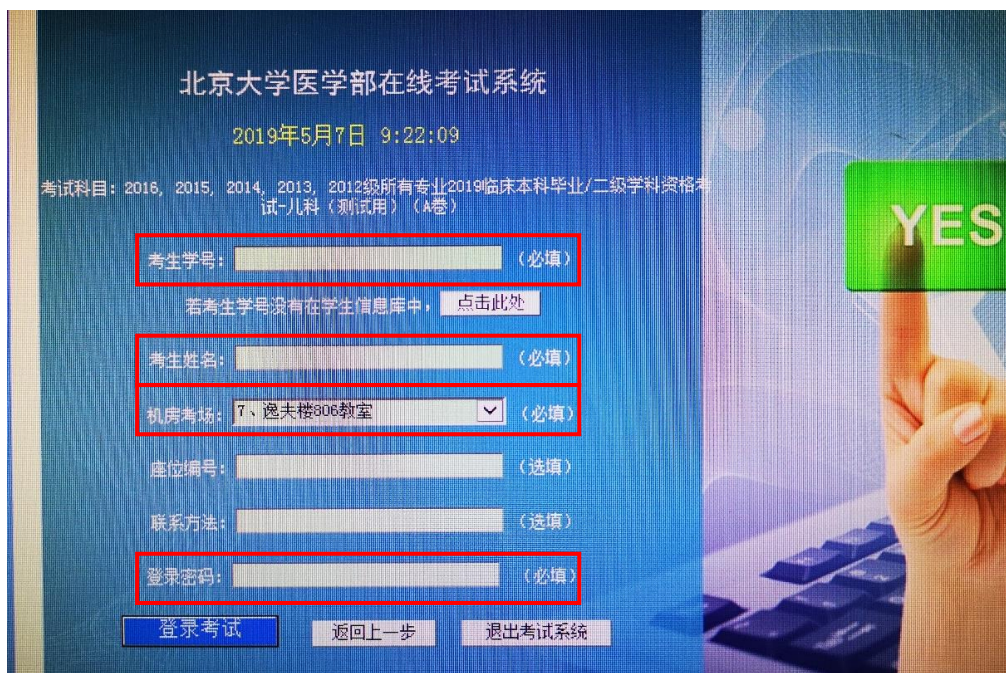 北京大学医学部在线考试系统
2019年5月7日 9:22:09
考试科目：2016, 2015, 2014, 2013, 2012级所有专业2019临床本科毕业/二级学科资格考
试-儿科（测试用）（A卷）
考生学号： （必填）
若考生学号没有在学生信息库中， 点击此处
YES
考生姓名： （必填）
机房考场： 7、逸夫楼806教室 （必填）
座位编号： （选填）
联系方法： （选填）
登录密码： （必填）
登录考试 返回上一步 退出考试系统